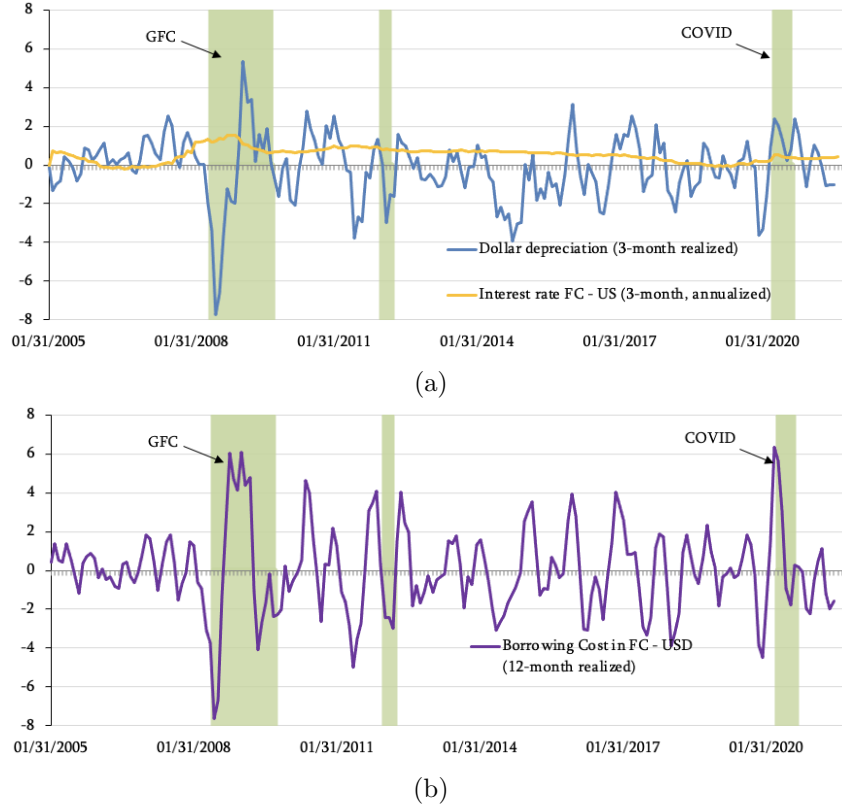 8
6
4
2
0
-2
-4
-6
-8
GFC
COVID
Dollar depreciation (3-month realized)
Interest rate FC - US (3-month, annualized)
01/31/2005 01/31/2008 01/31/2011 01/31/2014 01/31/2017 01/31/2020
(a)
8
6
4
2
0
-2
-4
-6
-8
GFC
COVID
Borrowing Cost in FC - USD
(12-month realized)
01/31/2005 01/31/2008 01/31/2011 01/31/2014 01/31/2017 01/31/2020
(b)